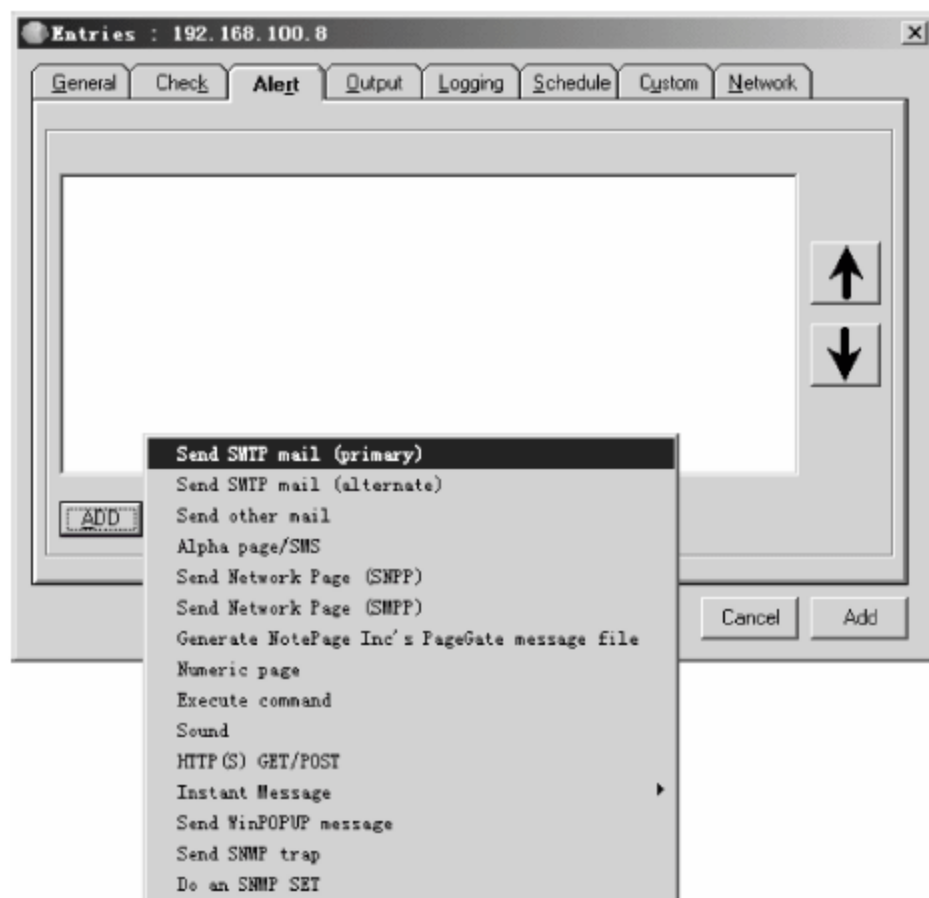 Entries : 192.168.100.8
General Check Alert Output Logging Schedule Custom Network
ADD
Send SMTP mail (primary)
Send SMTP mail (alternate)
Send other mail
Alpha page/SMS
Send Network Page (SNPP)
Send Network Page (SMPP)
Generate NotePage Inc's PageGate message file
Numeric page
Execute command
Sound
HTTP(S) GET/POST
Instant Message
Send WinPOPUP message
Send SNMP trap
Do an SNMP SET
Cancel Add